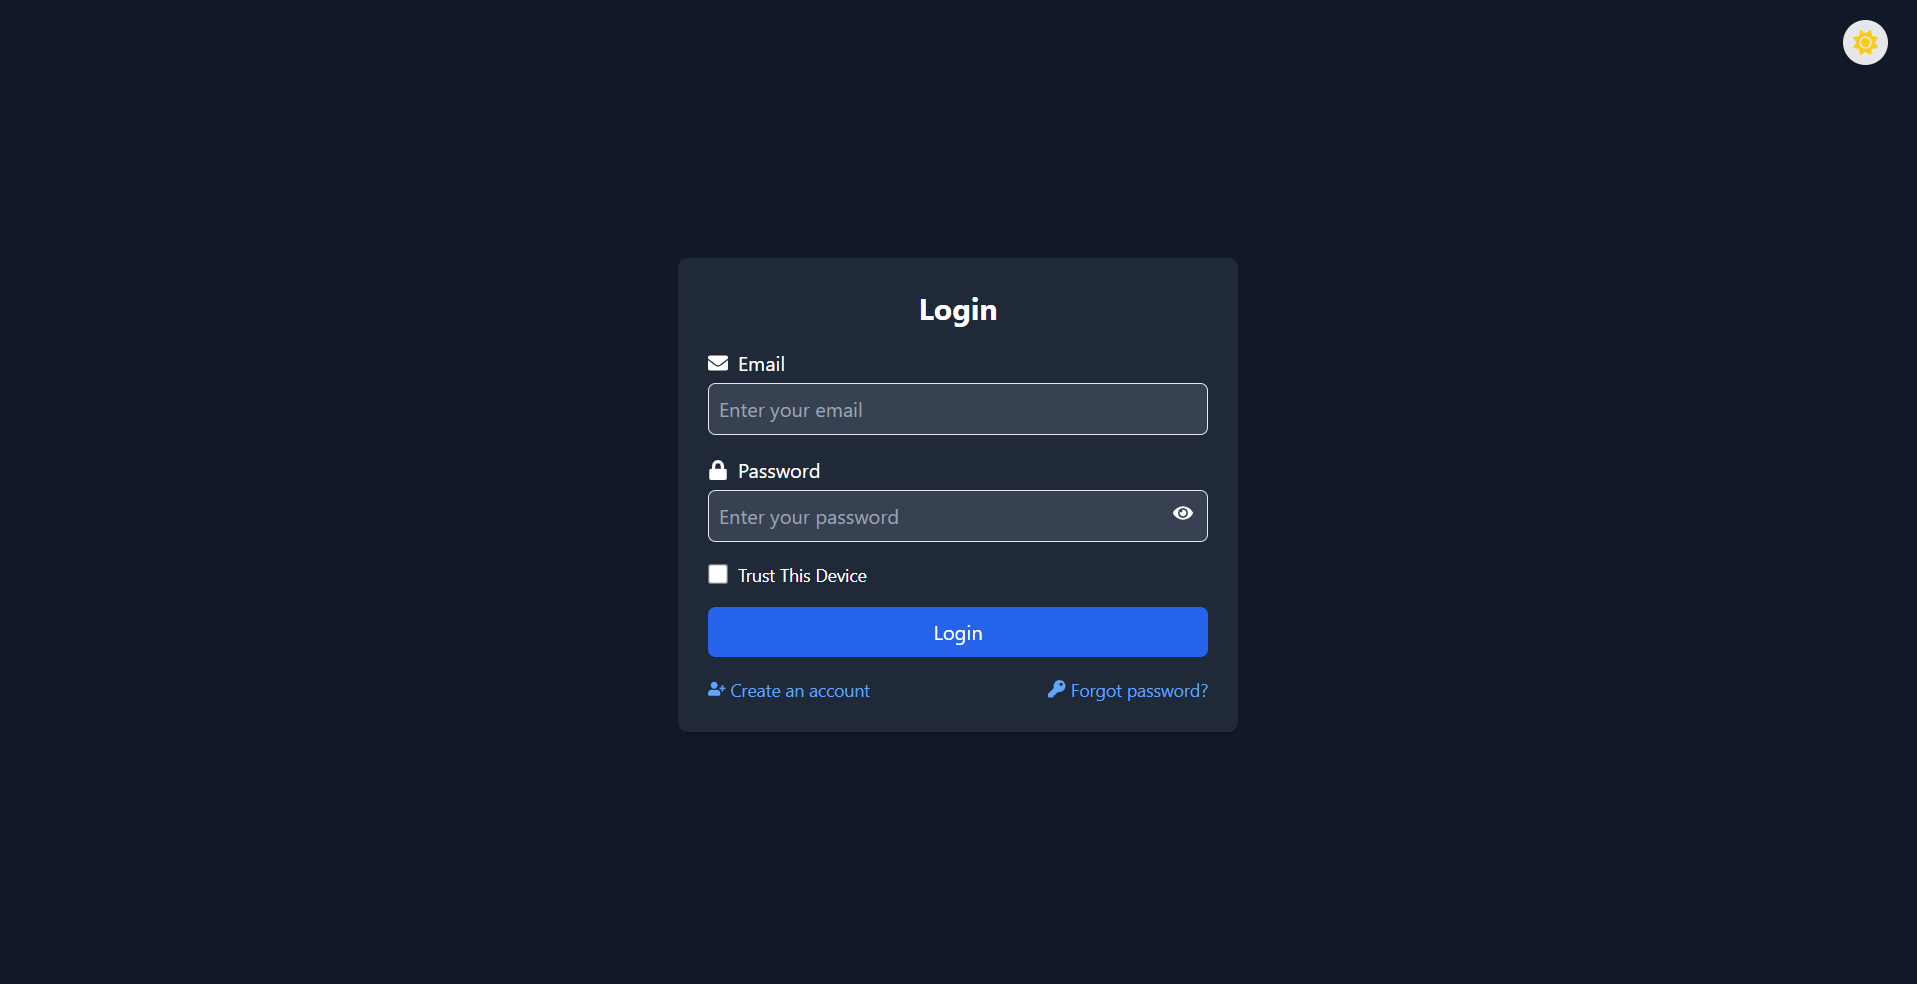 Login
Email
Enter your email
Password
Enter your password
Trust This Device
Login
Create an account
Forgot password?